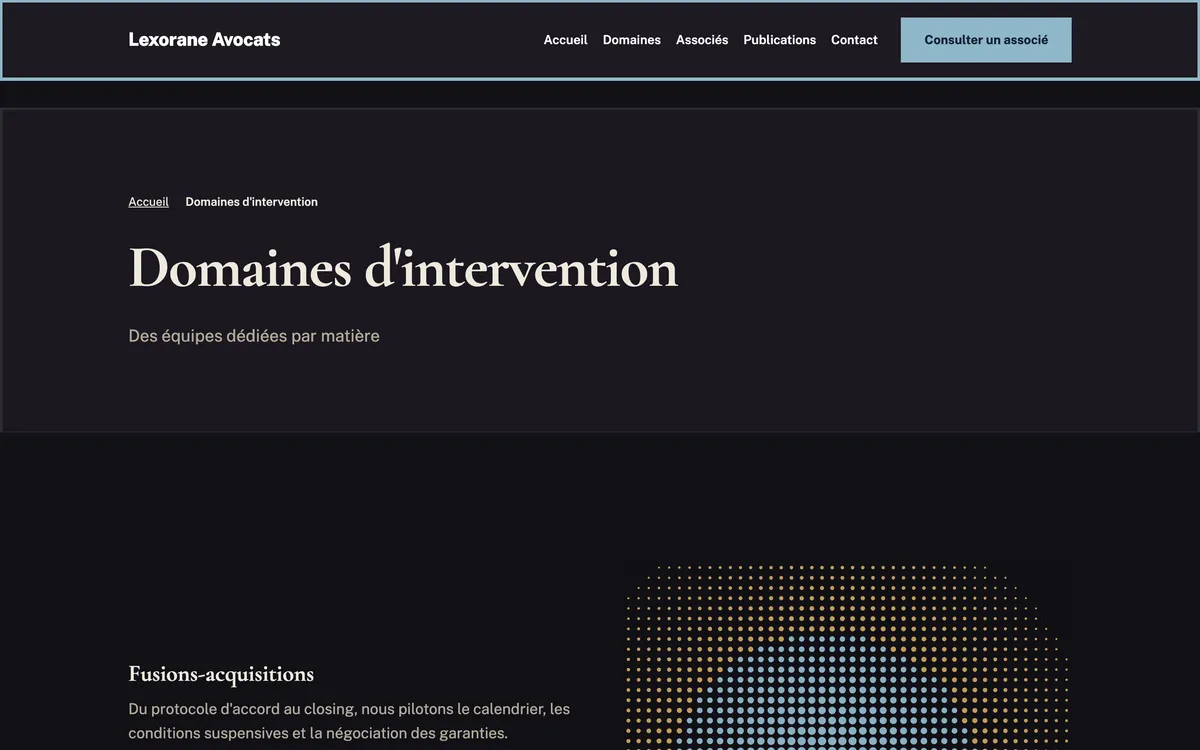 Lexorane Avocats
Accueil Domaines Associés Publications Contact Consulter un associé
Accueil Domaines d'intervention
Domaines d'intervention
Des équipes dédiées par matière
Fusions-acquisitions
Du protocole d'accord au closing, nous pilotons le calendrier, les
conditions suspensives et la négociation des garanties.